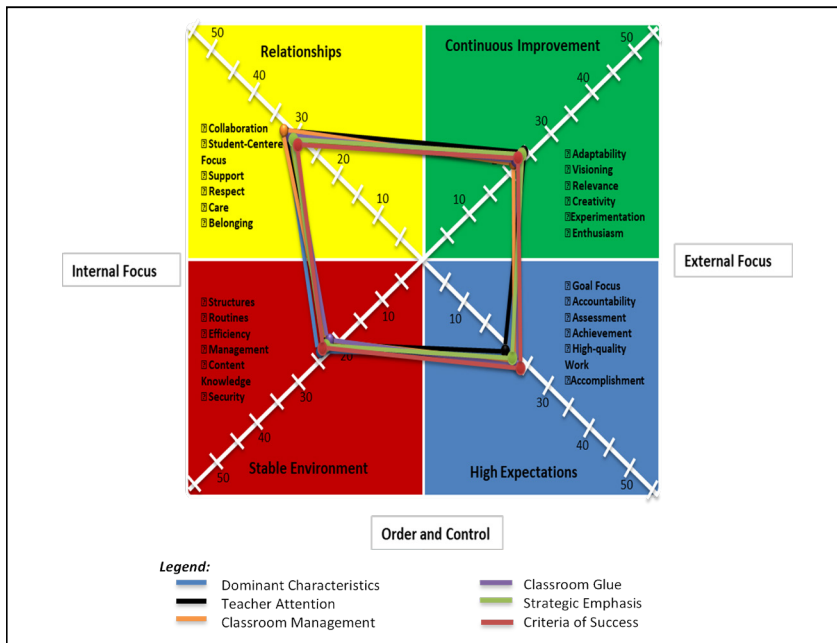 Relationships
50
40
30
20
10
⍰ Collaboration
⍰ Student-Centere
Focus
⍰ Support
⍰ Respect
⍰ Care
⍰ Belonging
Continuous Improvement
50
40
30
20
10
⍰ Adaptability
⍰ Visioning
⍰ Relevance
⍰ Creativity
⍰Experimentation
⍰ Enthusiasm
Internal Focus
External Focus
⍰ Structures
⍰ Routines
⍰ Efficiency
⍰ Management
⍰ Content
Knowledge
⍰ Security
10
20
30
40
50
Stable Environment
⍰ Goal Focus
⍰ Accountability
⍰ Assessment
⍰ Achievement
⍰ High-quality
Work
⍰Accomplishment
10
30
40
50
High Expectations
Order and Control
Legend:
Dominant Characteristics
Teacher Attention
Classroom Management
Classroom Glue
Strategic Emphasis
Criteria of Success